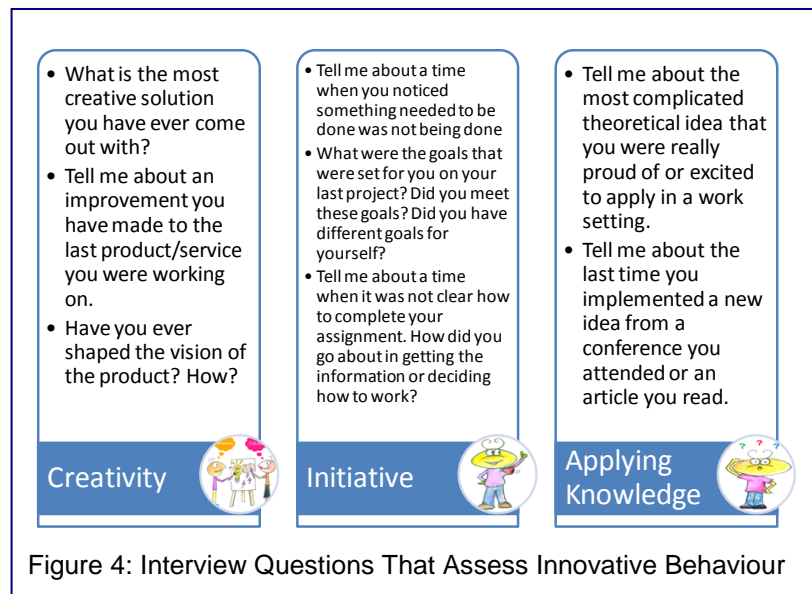 • What is the most
creative solution
you have ever come
out with?
• Tell me about an
improvement you
have made to the
last product/service
you were working
on.
• Have you ever
shaped the vision of
the product? How?
Creativity
• Tell me about a time
when you noticed
something needed to be
done was not being done
• What were the goals that
were set for you on your
last project? Did you meet
these goals? Did you have
different goals for
yourself?
• Tell me about a time
when it was not clear how
to complete your
assignment. How did you
go about in getting the
information or deciding
how to work?
Initiative
• Tell me about the
most complicated
theoretical idea that
you were really
proud of or excited
to apply in a work
setting.
• Tell me about the
last time you
implemented a new
idea from a
conference you
attended or an
article you read.
? ? ?
Applying
Knowledge
Figure 4: Interview Questions That Assess Innovative Behaviour